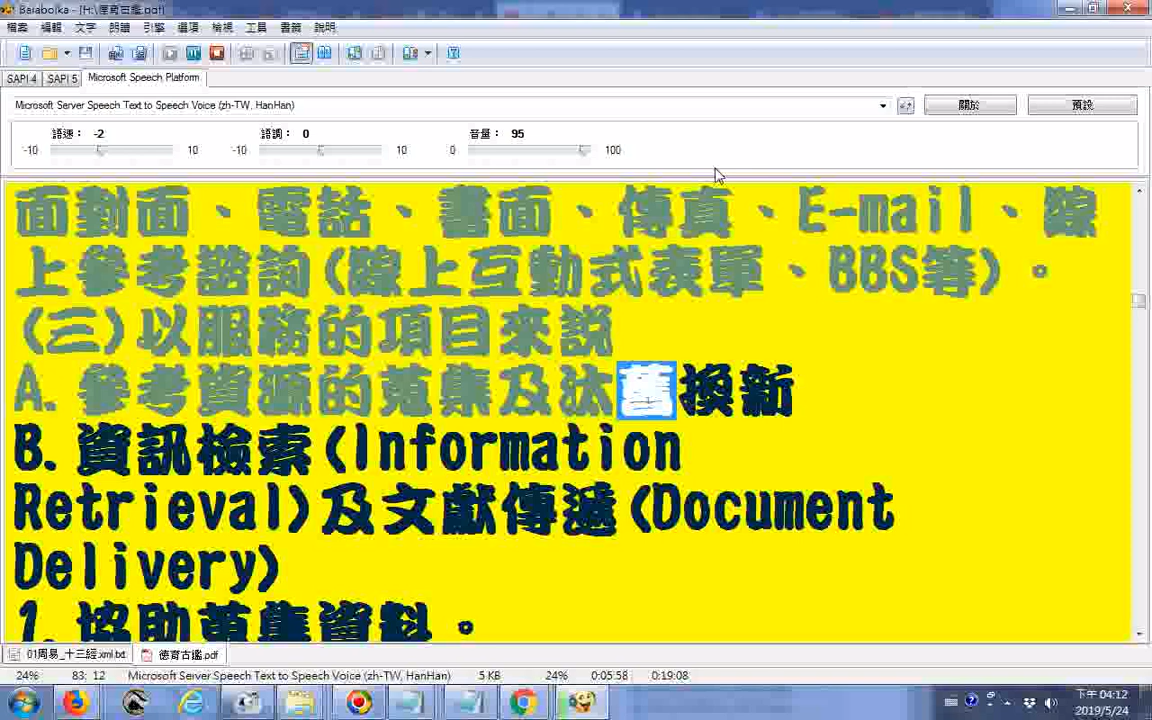 Balabolka - [H:\德育古鑑.pdf]
檔案 編輯 文字 朗讀 引擎 選項 檢視 工具 書籤 說明
SAPI 4 SAPI 5 Microsoft Speech Platform
Microsoft Server Speech Text to Speech Voice (zh-TW, HanHan) 關於 預設
語速： -2 語調： 0 音量： 95
-10 10 -10 10 0 100
面對面、電話、書面、傳真、E-mail、線
上參考諮詢(線上互動式表單、BBS等)。
(三)以服務的項目來說
A. 參考資源的蒐集及汰舊換新
B. 資訊檢索(Information
Retrieval)及文獻傳遞(Document
Delivery)
1. 協助蒐集資料。
01周易_十三經.xml.txt 德育古鑑.pdf
24% 83: 12 Microsoft Server Speech Text to Speech Voice (zh-TW, HanHan) 5 KB 24% 0:05:58 0:19:08
下午 04:12
2019/5/24